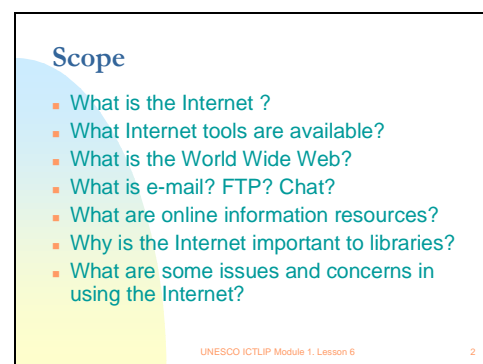 Scope
What is the Internet ?
What Internet tools are available?
What is the World Wide Web?
What is e-mail? FTP? Chat?
What are online information resources?
Why is the Internet important to libraries?
What are some issues and concerns in
using the Internet?
UNESCO ICTLIP Module 1. Lesson 6
2